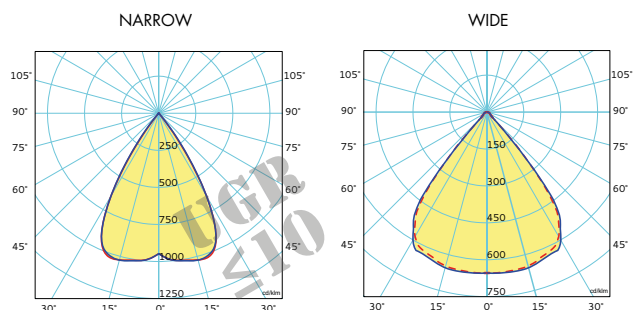 NARROW
WIDE
105° 105° 105° 105°
90° 90° 90° 90°
75° 75° 75° 75°
60° 60° 60° 60°
45° 45° 45° 45°
250
500
750
1000
1250
150
300
450
600
750
UGR
≤10
cd/klm
cd/klm
30° 15° 0° 15° 30°
30° 15° 0° 15° 30°